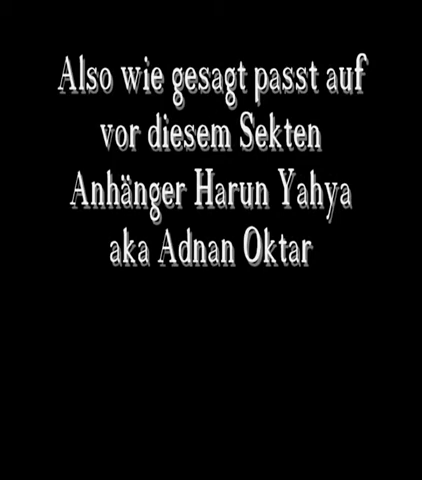 Also wie gesagt passt auf
vor diesem Sekten
Anhänger Harun Yahya
aka Adnan Oktar